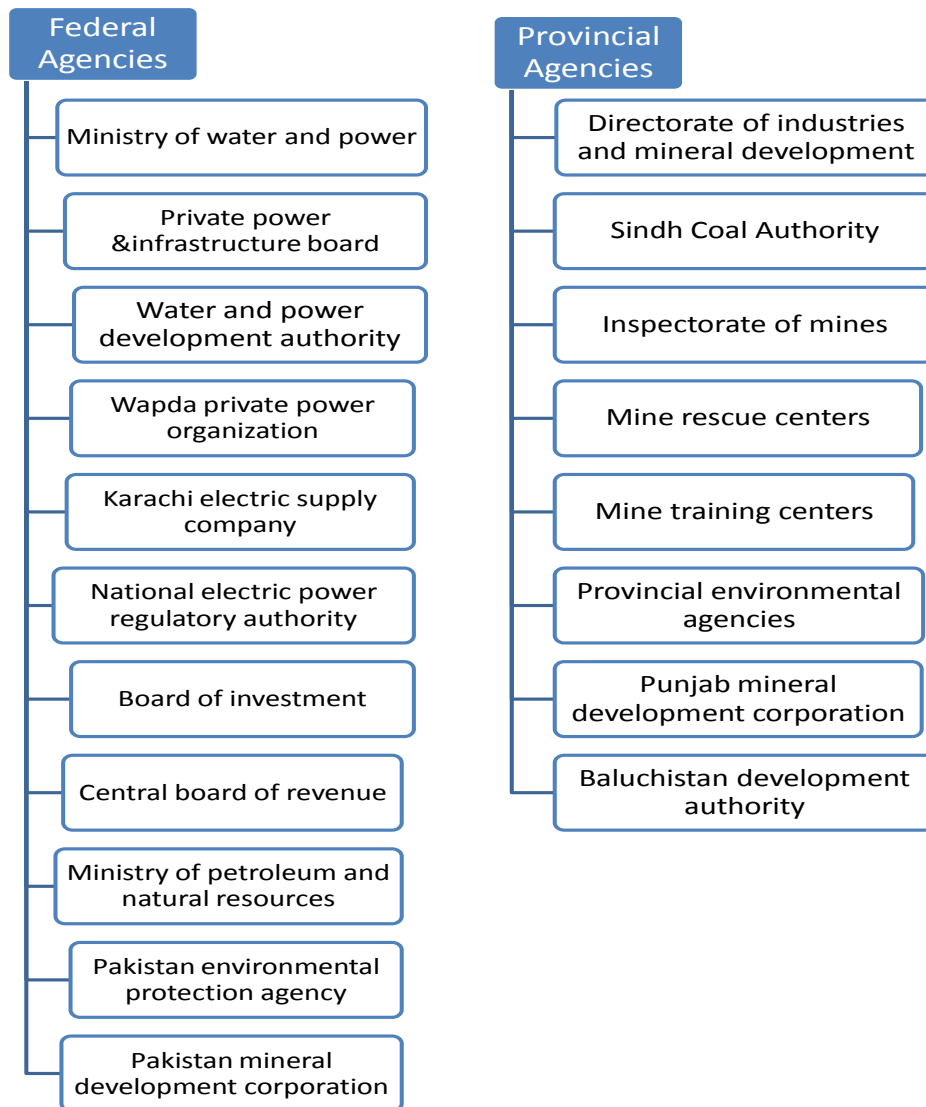 Federal
Agencies
Ministry of water and power
Private power
&infrastructure board
Water and power
development authority
Wapda private power
organization
Karachi electric supply
company
National electric power
regulatory authority
Board of investment
Central board of revenue
Ministry of petroleum and
natural resources
Pakistan environmental
protection agency
Pakistan mineral
development corporation
Provincial
Agencies
Directorate of industries
and mineral development
Sindh Coal Authority
Inspectorate of mines
Mine rescue centers
Mine training centers
Provincial environmental
agencies
Punjab mineral
development corporation
Baluchistan development
authority